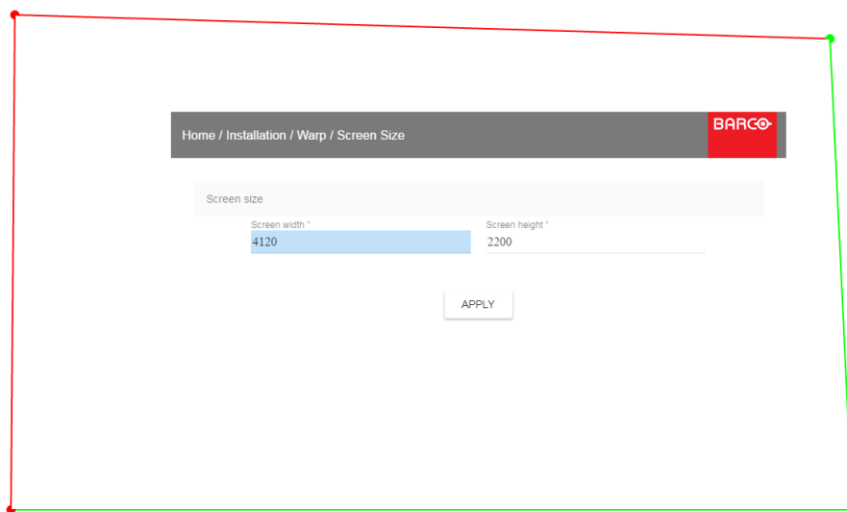 Home / Installation / Warp / Screen Size
BARCO
Screen size
Screen width *
Screen height *
4120
2200
APPLY